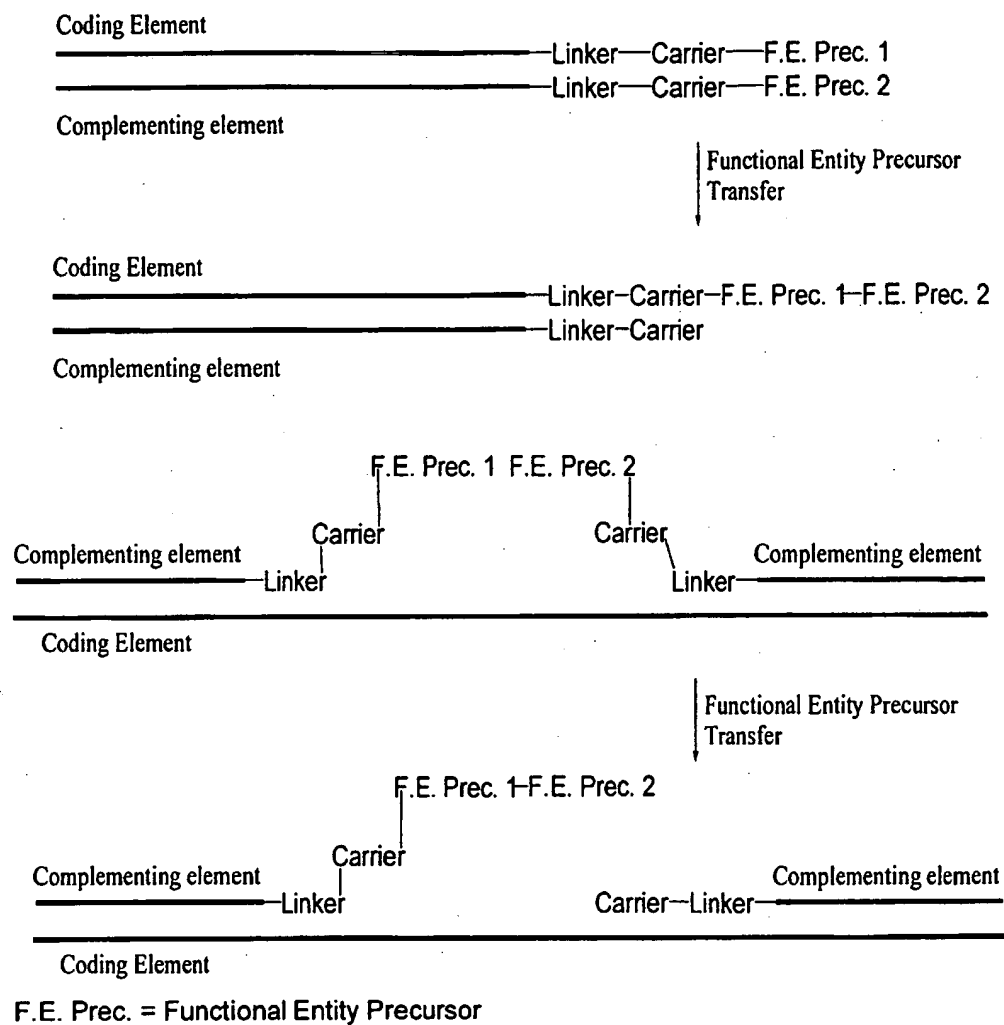 Coding Element
Linker—Carrier—F.E. Prec. 1
Linker—Carrier—F.E. Prec. 2
Complementing element
Functional Entity Precursor
Transfer
Coding Element
Linker–Carrier–F.E. Prec. 1–F.E. Prec. 2
Linker–Carrier
Complementing element
F.E. Prec. 1 F.E. Prec. 2
Carrier Carrier
Complementing element Complementing element
Linker Linker
Coding Element
Functional Entity Precursor
Transfer
F.E. Prec. 1–F.E. Prec. 2
Carrier
Complementing element Complementing element
Linker Carrier–Linker
Coding Element
F.E. Prec. = Functional Entity Precursor